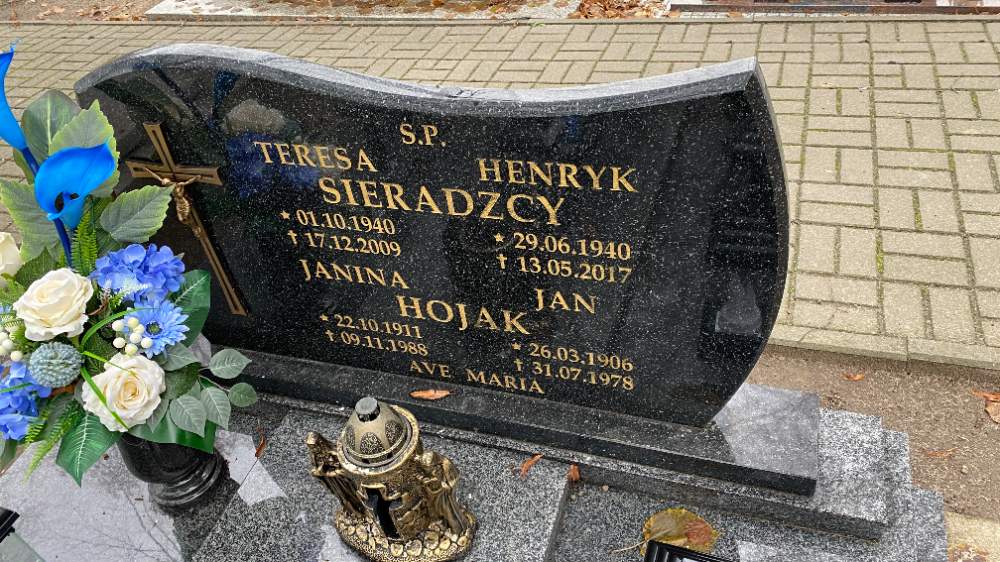 S.P.
TERESA HENRYK
SIERADZCY
★ 01.10.1940 ★ 29.06.1940
† 17.12.2009 † 13.05.2017
JANINA JAN
HOJAK
★ 22.10.1911 ★ 26.03.1906
† 09.11.1988 † 31.07.1978
AVE MARIA